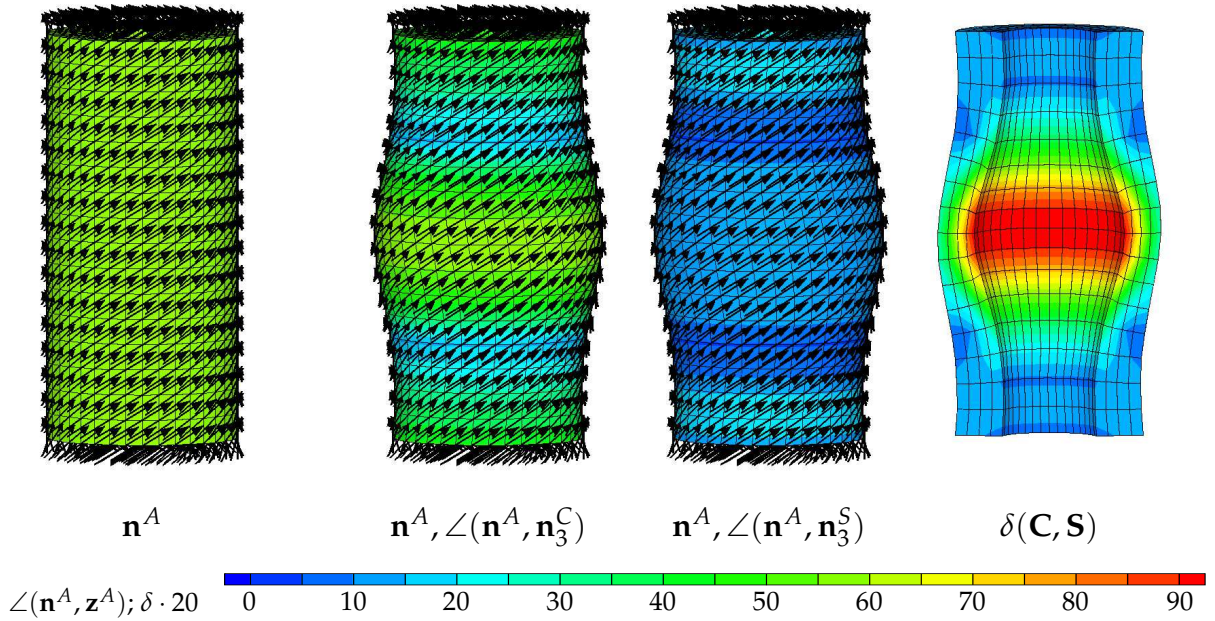 𝐧^A
𝐧^A, ∠(𝐧^A, 𝐧_3^C)
𝐧^A, ∠(𝐧^A, 𝐧_3^S)
δ(𝐂, 𝐒)
∠(𝐧^A, 𝐳^A); δ · 20
0 10 20 30 40 50 60 70 80 90